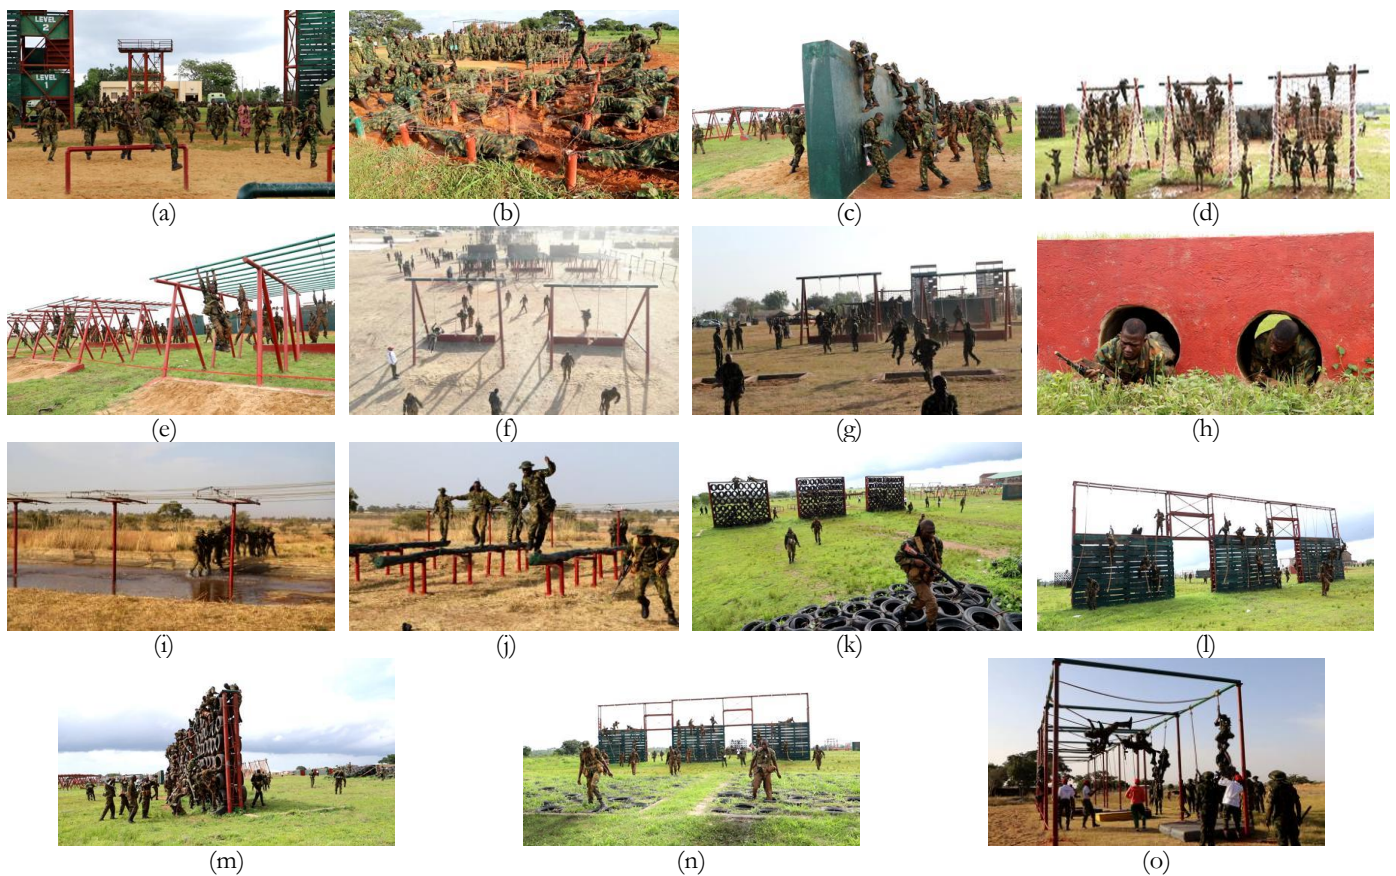 LEVEL
2
LEVEL
1
(a)
(b)
(c)
(d)
(e)
(f)
(g)
(h)
(i)
(j)
(k)
(l)
(m)
(n)
(o)